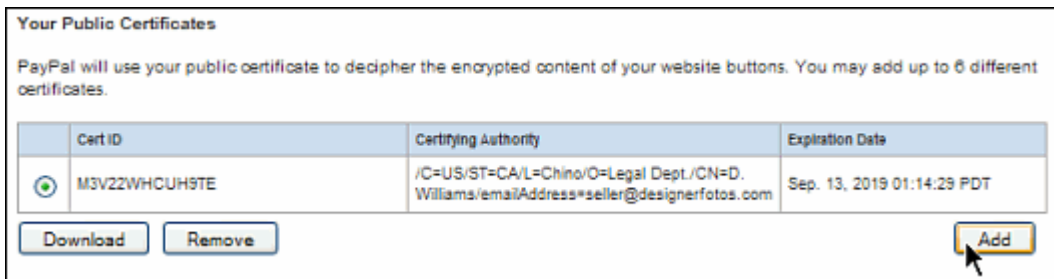 Your Public Certificates
PayPal will use your public certificate to decipher the encrypted content of your website buttons. You may add up to 6 different
certificates.
Cert ID Certifying Authority Expiration Date
M3V22WHCUH9TE /C=US/ST=CA/L=Chino/O=Legal Dept./CN=D. Sep. 13, 2019 01:14:29 PDT
Williams/emailAddress=seller@designerfotos.com
Download Remove Add